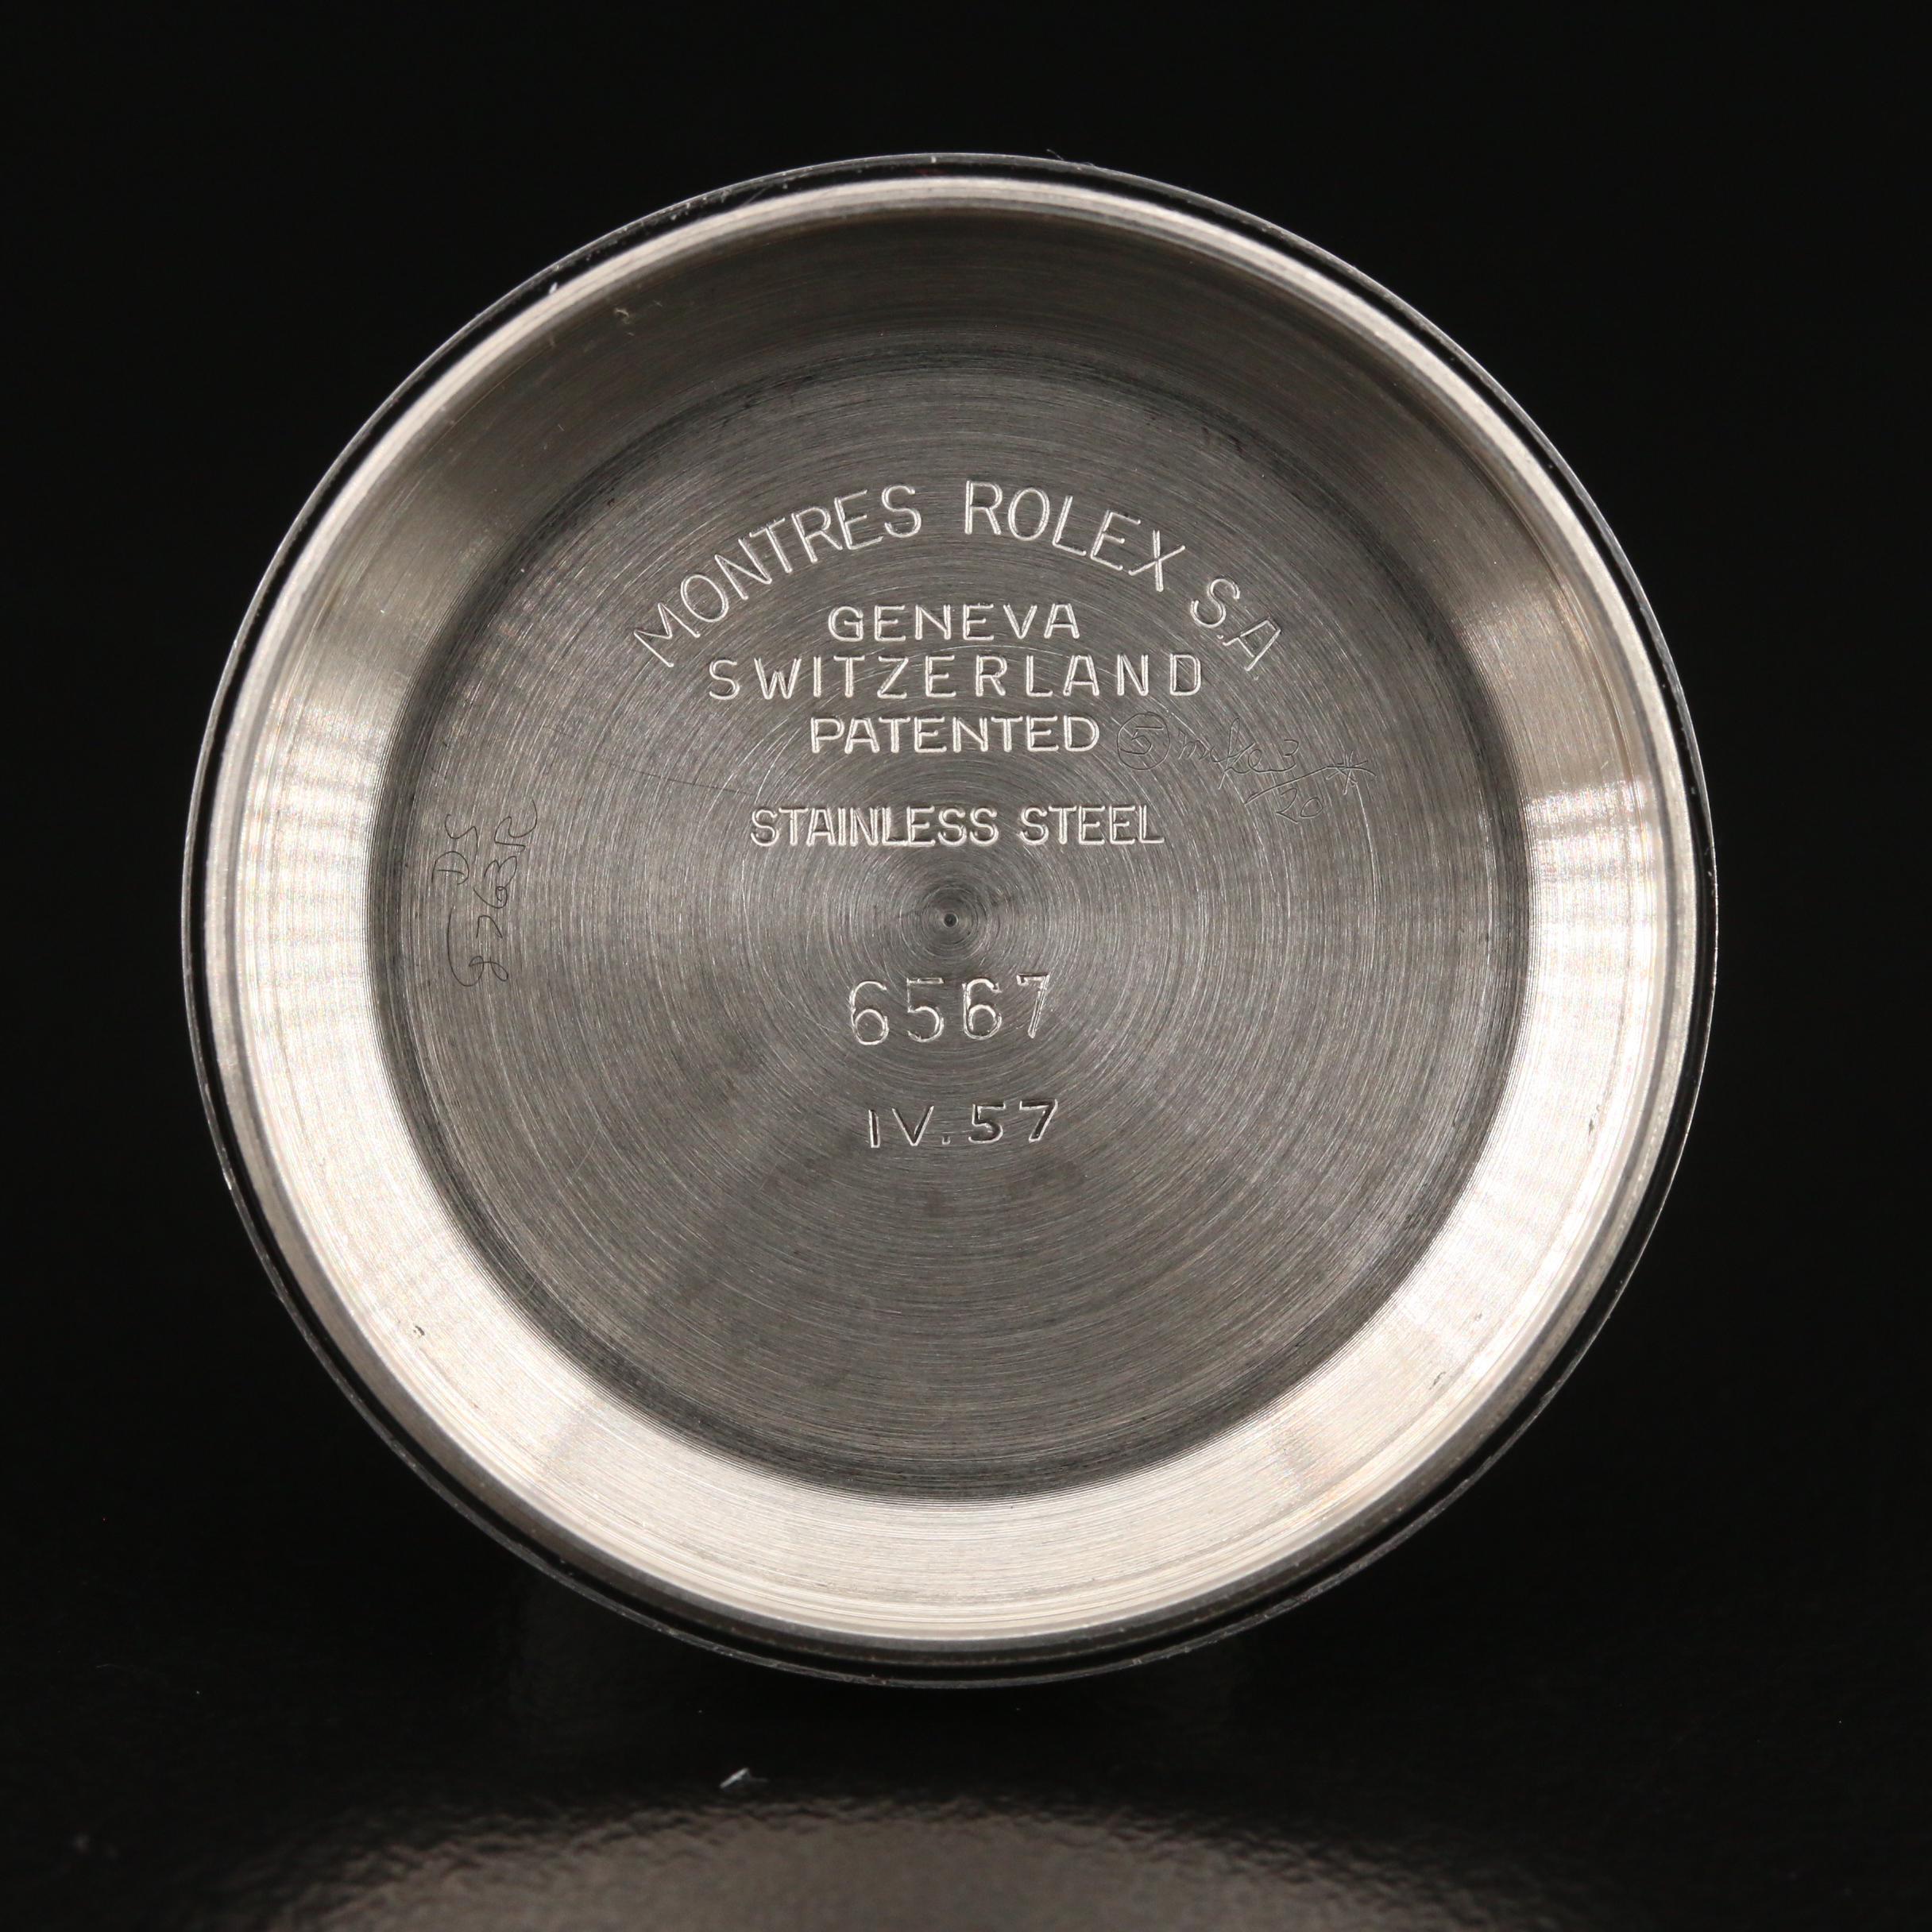 MONTRES ROLEX S.A
GENEVA
SWITZERLAND
PATENTED
STAINLESS STEEL
6567
IV.57